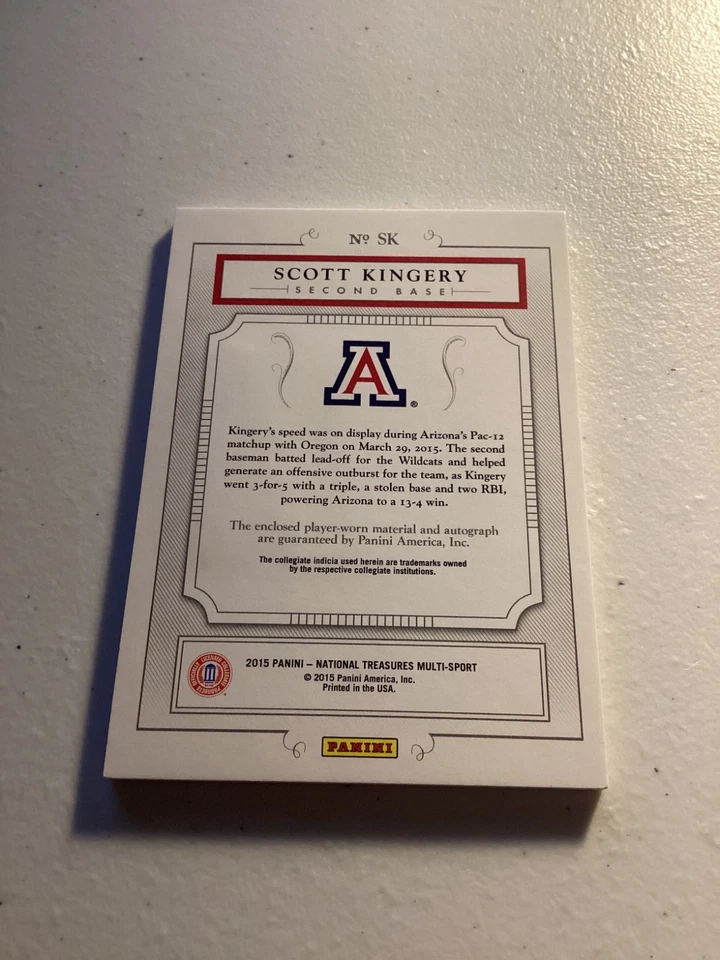 Nº SK
SCOTT KINGERY
SECOND BASE
A®
Kingery's speed was on display during Arizona's Pac-12
matchup with Oregon on March 29, 2015. The second
baseman batted lead-off for the Wildcats and helped
generate an offensive outburst for the team, as Kingery
went 3-for-5 with a triple, a stolen base and two RBI,
powering Arizona to a 13-4 win.
The enclosed player-worn material and autograph
are guaranteed by Panini America, Inc.
The collegiate indicia used herein are trademarks owned
by the respective collegiate institutions.
OFFICIALLY LICENSED COLLEGIATE PRODUCTS
2015 PANINI – NATIONAL TREASURES MULTI-SPORT
© 2015 Panini America, Inc.
Printed in the USA.
PANINI